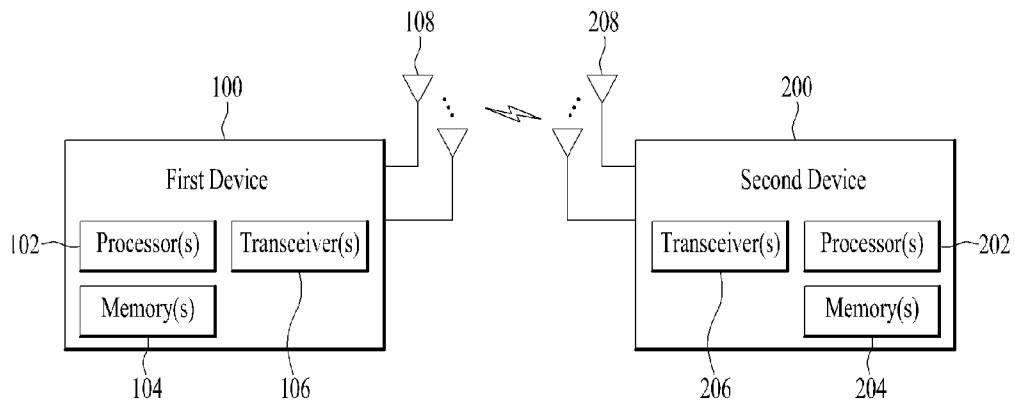 108
208
100
200
First Device
Second Device
102
Processor(s)
Transceiver(s)
Transceiver(s)
Processor(s)
202
Memory(s)
Memory(s)
104
106
206
204